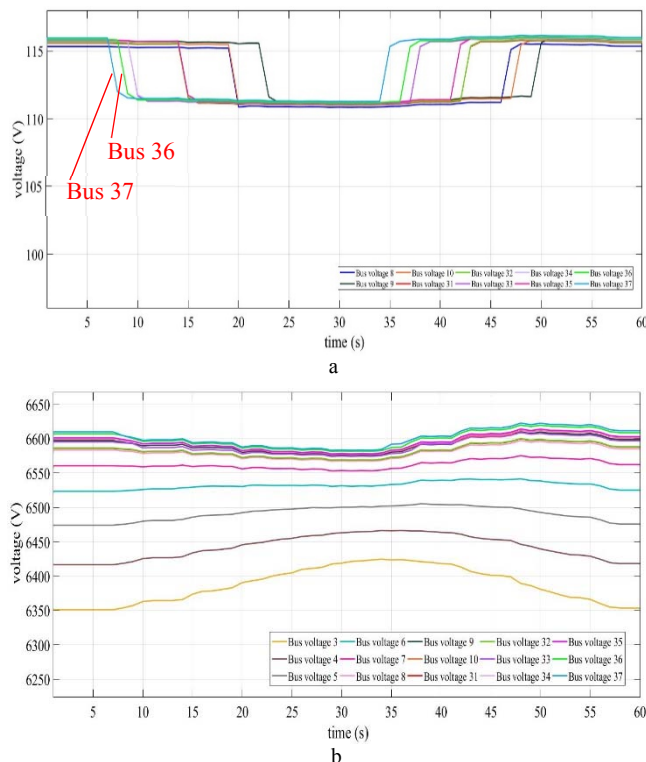 115
110
105
100
voltage (V)
Bus 36
Bus 37
Bus voltage 8 Bus voltage 10 Bus voltage 32 Bus voltage 34 Bus voltage 36
Bus voltage 9 Bus voltage 31 Bus voltage 33 Bus voltage 35 Bus voltage 37
5 10 15 20 25 30 35 40 45 50 55 60
time (s)
a
6650
6600
6550
6500
6450
6400
6350
6300
6250
voltage (V)
Bus voltage 3 Bus voltage 6 Bus voltage 9 Bus voltage 32 Bus voltage 35
Bus voltage 4 Bus voltage 7 Bus voltage 10 Bus voltage 33 Bus voltage 36
Bus voltage 5 Bus voltage 8 Bus voltage 31 Bus voltage 34 Bus voltage 37
5 10 15 20 25 30 35 40 45 50 55 60
time (s)
b